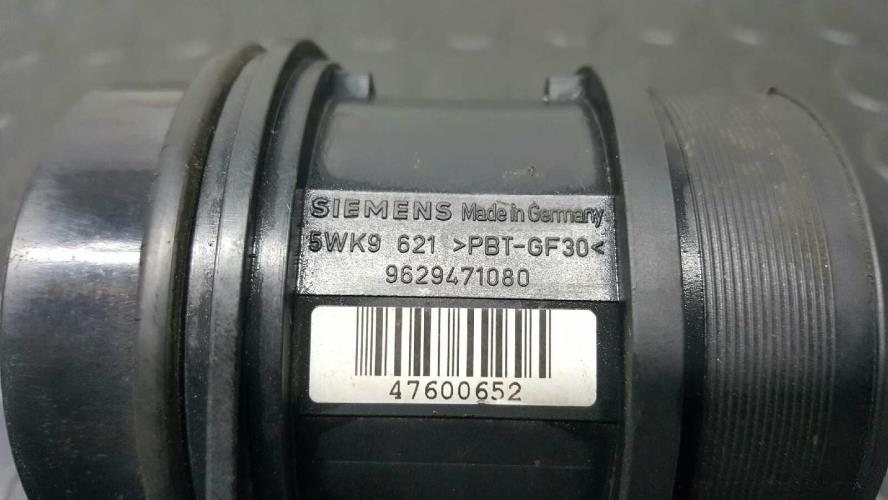 SIEMENS Made in Germany
5WK9 621 >PBT-GF30<
9629471080
47600652